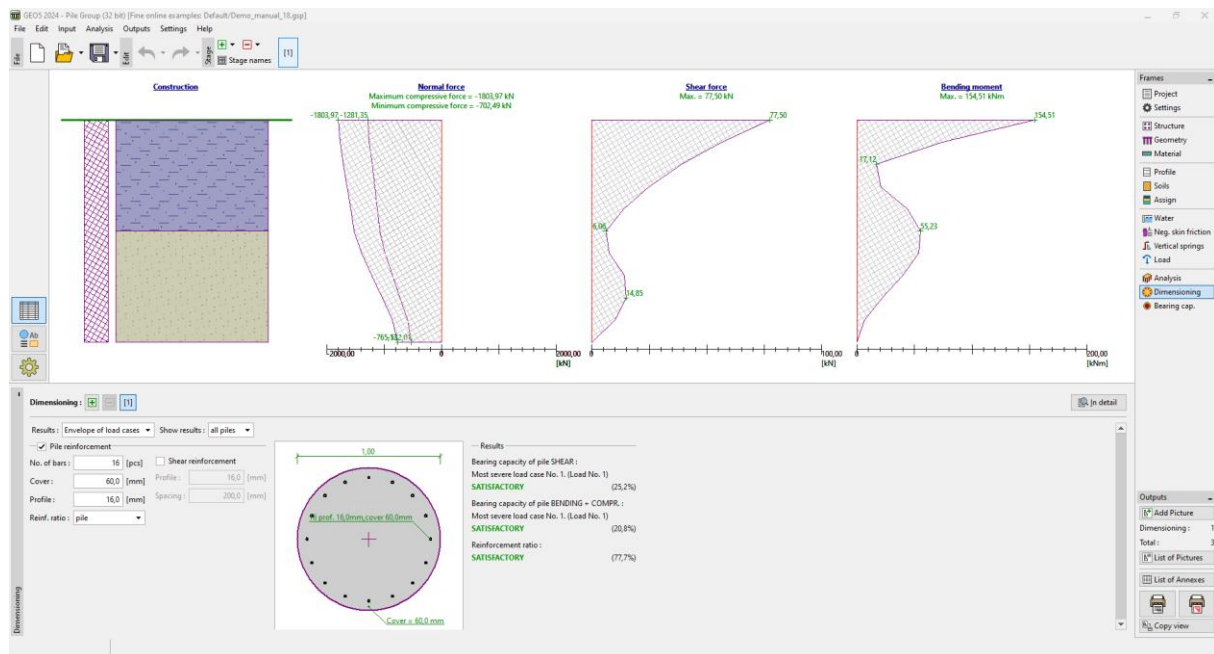 GEO5 2024 - Pile Group (32 bit) [Fine online examples: Default/Demo_manual_18.gsp]
File Edit Input Analysis Outputs Settings Help
File
Edit
Stage
Stage names
[1]
Construction
Normal force
Maximum compressive force = -1803,97 kN
Minimum compressive force = -702,49 kN
-1803,97 -1281,35
-2000,00 0 2000,00
[kN]
Shear force
Max. = 77,50 kN
77,50
6,06
14,85
0 100,00
[kN]
Bending moment
Max. = 154,51 kNm
154,51
17,12
55,23
0 200,00
[kNm]
Frames
Project
Settings
Structure
Geometry
Material
Profile
Soils
Assign
Water
Neg. skin friction
Vertical springs
Load
Analysis
Dimensioning
Bearing cap.
Ab
Dimensioning : [1]
In detail
Results : Envelope of load cases Show results : all piles
Pile reinforcement
No. of bars : 16 [pcs]
Cover : 60,0 [mm]
Profile : 16,0 [mm]
Reinf. ratio : pile
Shear reinforcement
Profile : 16,0 [mm]
Spacing : 200,0 [mm]
1,00
16 prof. 16,0mm,cover 60,0mm
Cover = 60,0 mm
Results
Bearing capacity of pile SHEAR :
Most severe load case No. 1. (Load No. 1)
SATISFACTORY (25,2%)
Bearing capacity of pile BENDING + COMPR. :
Most severe load case No. 1. (Load No. 1)
SATISFACTORY (20,8%)
Reinforcement ratio :
SATISFACTORY (77,7%)
Dimensioning
Outputs
Add Picture
Dimensioning : 1
Total : 3
List of Pictures
List of Annexes
Copy view